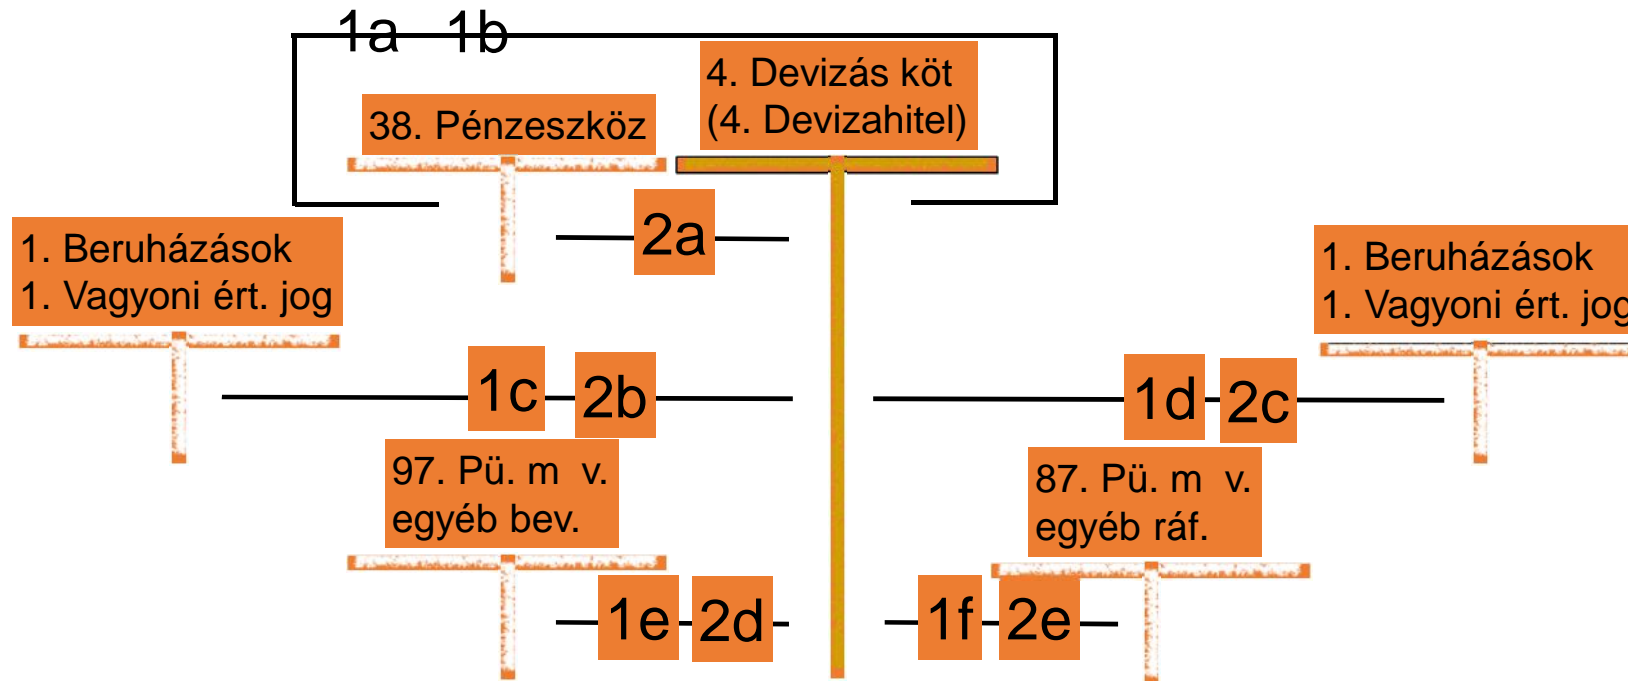 1a 1b
4. Devizás köt
(4. Devizahitel)
38. Pénzeszköz
2a
1. Beruházások
1. Vagyoni ért. jog
1. Beruházások
1. Vagyoni ért. jog
1c 2b
1d 2c
97. Pü. m v.
egyéb bev.
87. Pü. m v.
egyéb ráf.
1e 2d
1f 2e